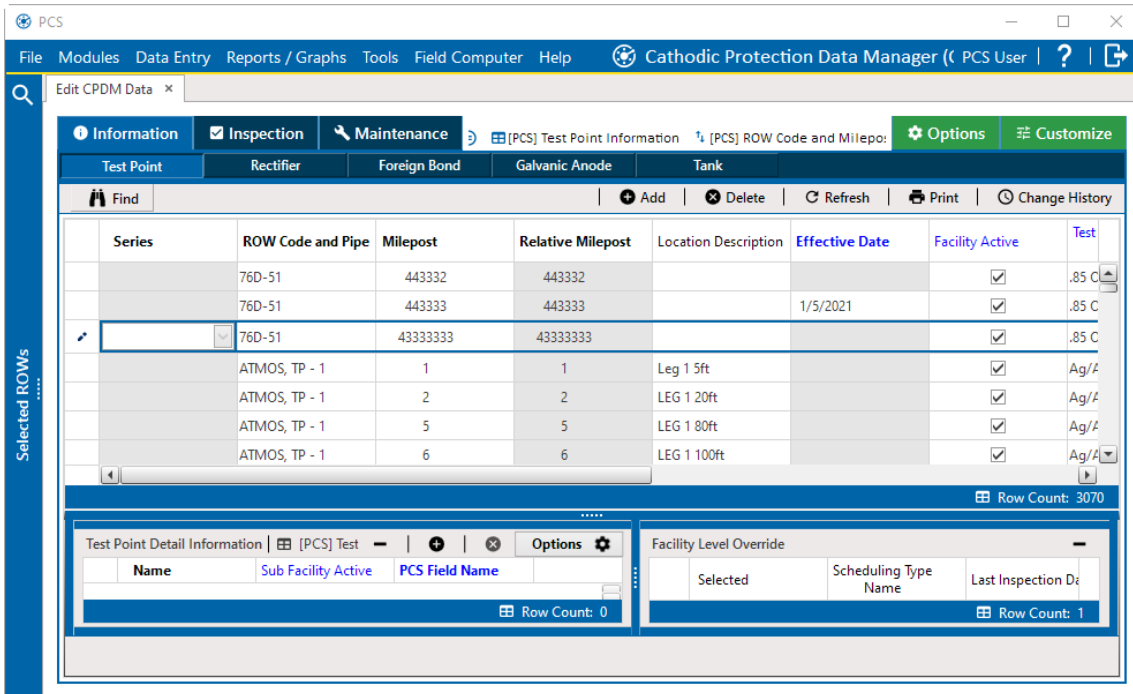 PCS
File Modules Data Entry Reports / Graphs Tools Field Computer Help Cathodic Protection Data Manager (( PCS User | ? |
Edit CPDM Data ×
Information Inspection Maintenance [PCS] Test Point Information [PCS] ROW Code and Milepo: Options Customize
Test Point Rectifier Foreign Bond Galvanic Anode Tank
Find | Add | Delete | Refresh | Print | Change History
Series ROW Code and Pipe Milepost Relative Milepost Location Description Effective Date Facility Active Test
76D-51 443332 443332 .85 C
76D-51 443333 443333 1/5/2021 .85 C
76D-51 43333333 43333333 .85 C
ATMOS, TP - 1 1 1 Leg 1 5ft Ag/A
ATMOS, TP - 1 2 2 LEG 1 20ft Ag/A
ATMOS, TP - 1 5 5 LEG 1 80ft Ag/A
ATMOS, TP - 1 6 6 LEG 1 100ft Ag/A
Row Count: 3070
Selected ROWs
Test Point Detail Information | [PCS] Test Options
Name Sub Facility Active PCS Field Name
Row Count: 0
Facility Level Override
Selected Scheduling Type Name Last Inspection Da
Row Count: 1